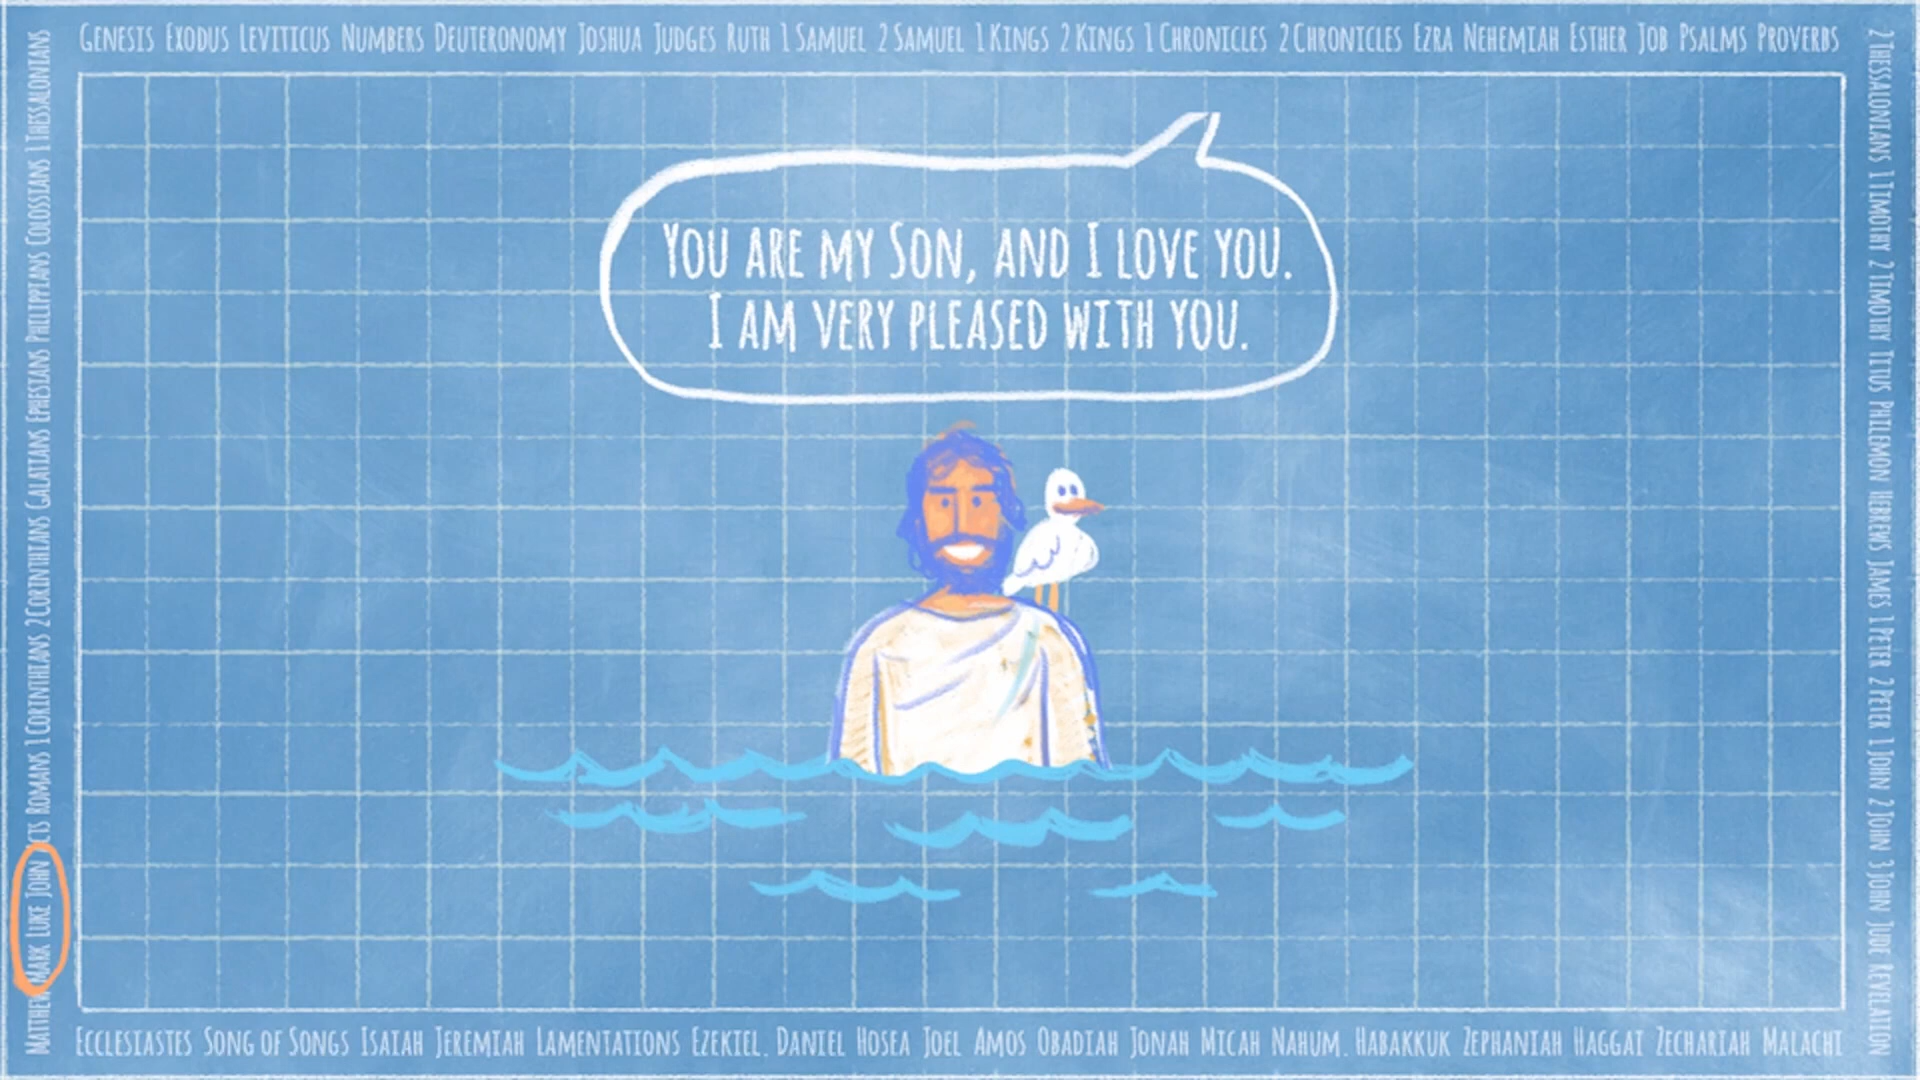 Genesis Exodus Leviticus Numbers Deuteronomy Joshua Judges Ruth 1 Samuel 2 Samuel 1 Kings 2 Kings 1 Chronicles 2 Chronicles Ezra Nehemiah Esther Job Psalms Proverbs
You are my Son, and I love you.
I am very pleased with you.
Ecclesiastes Song of Songs Isaiah Jeremiah Lamentations Ezekiel. Daniel Hosea Joel Amos Obadiah Jonah Micah Nahum. Habakkuk Zephaniah Haggai Zechariah Malachi
Matthew Mark Luke John cts Romans 1 Corinthians 2 Corinthians Galatians Ephesians Philippians Colossians 1 Thessalonians
2 Thessalonians 1 Timothy 2 Timothy Titus Philemon Hebrews James 1 Peter 2 Peter 1 John 2 John 3 John Jude Revelation